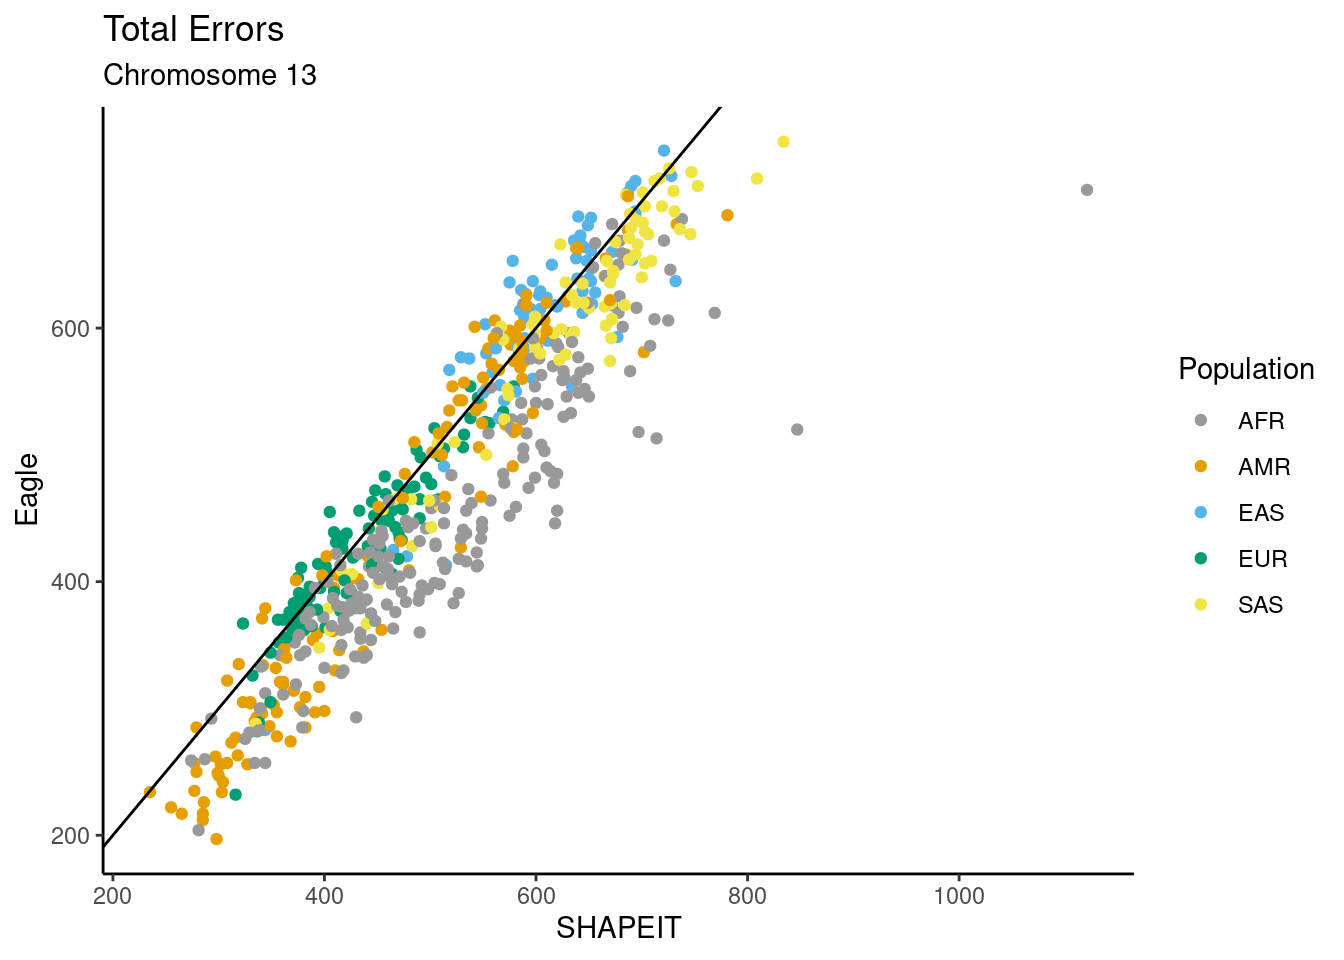 Total Errors
Chromosome 13
Eagle
600
400
200
200 400 600 800 1000
SHAPEIT
Population
AFR
AMR
EAS
EUR
SAS